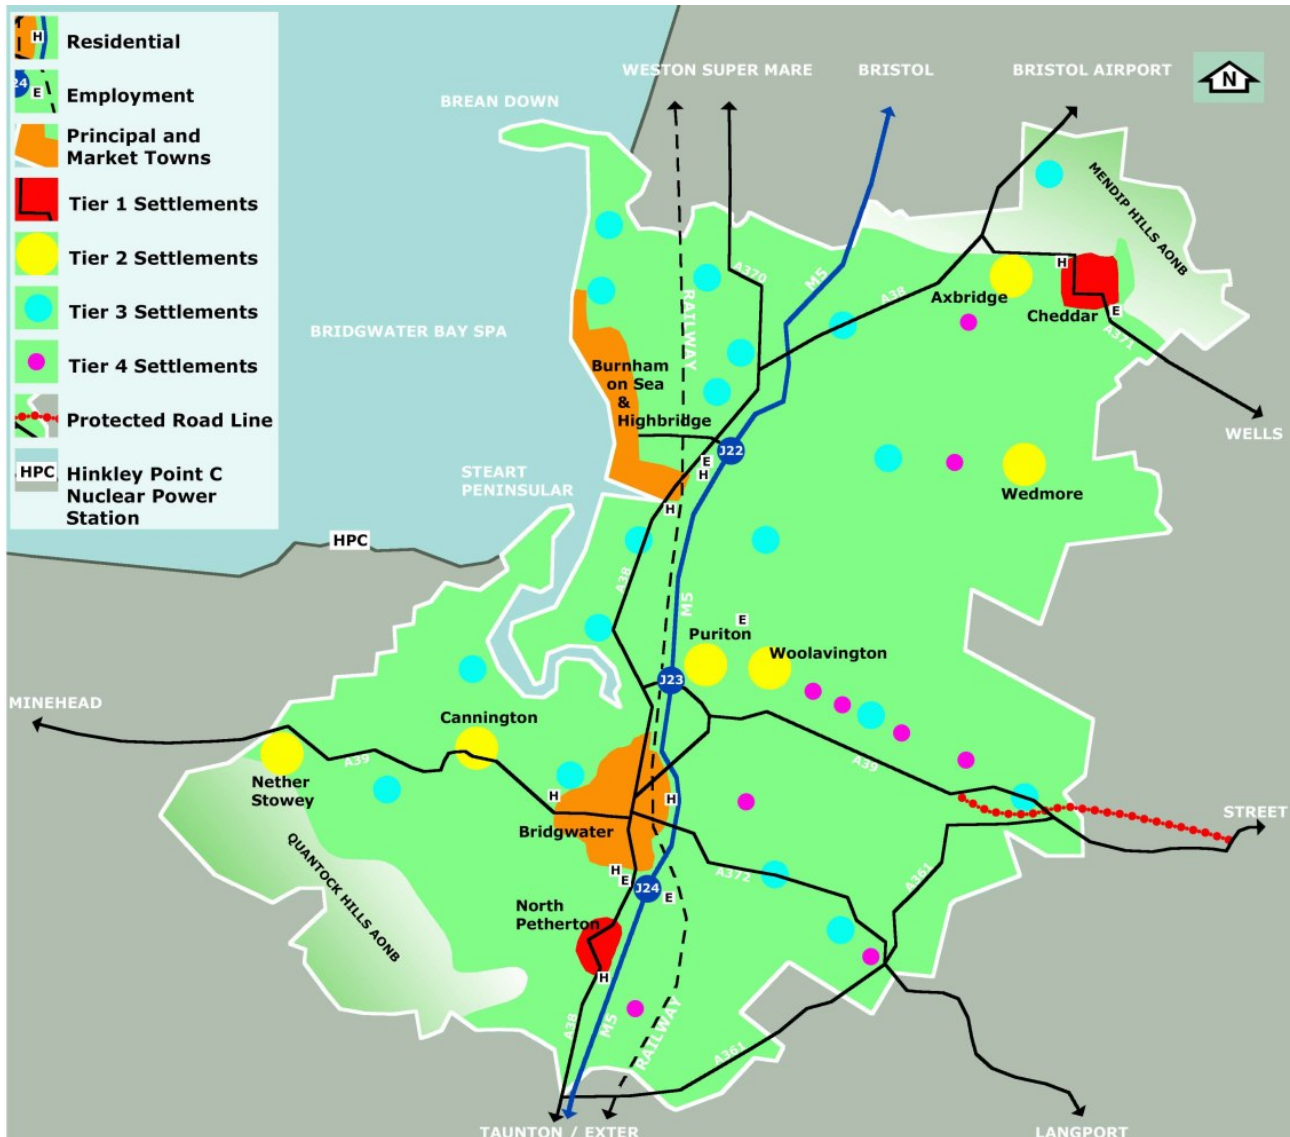 H
Residential
24
E
Employment
Principal and
Market Towns
Tier 1 Settlements
Tier 2 Settlements
Tier 3 Settlements
Tier 4 Settlements
Protected Road Line
HPC
Hinkley Point C
Nuclear Power
Station
WESTON SUPER MARE
BRISTOL
BRISTOL AIRPORT
N
BREAN DOWN
MENDIP HILLS AONB
A370
M5
RAILWAY
A38
H
Axbridge
E
Cheddar
A371
BRIDGWATER BAY SPA
Burnham
on Sea
&
Highbridge
WELLS
J22
E
H
STEART
PENINSULAR
Wedmore
H
HPC
A38
M5
E
Puriton
Woolavington
J23
MINEHEAD
Cannington
A39
A39
Nether
Stowey
H
H
Bridgwater
STREET
QUANTOCK HILLS AONB
H
E
J24
E
A372
A361
North
Petherton
H
A38
M5
RAILWAY
A361
TAUNTON / EXTER
LANGPORT